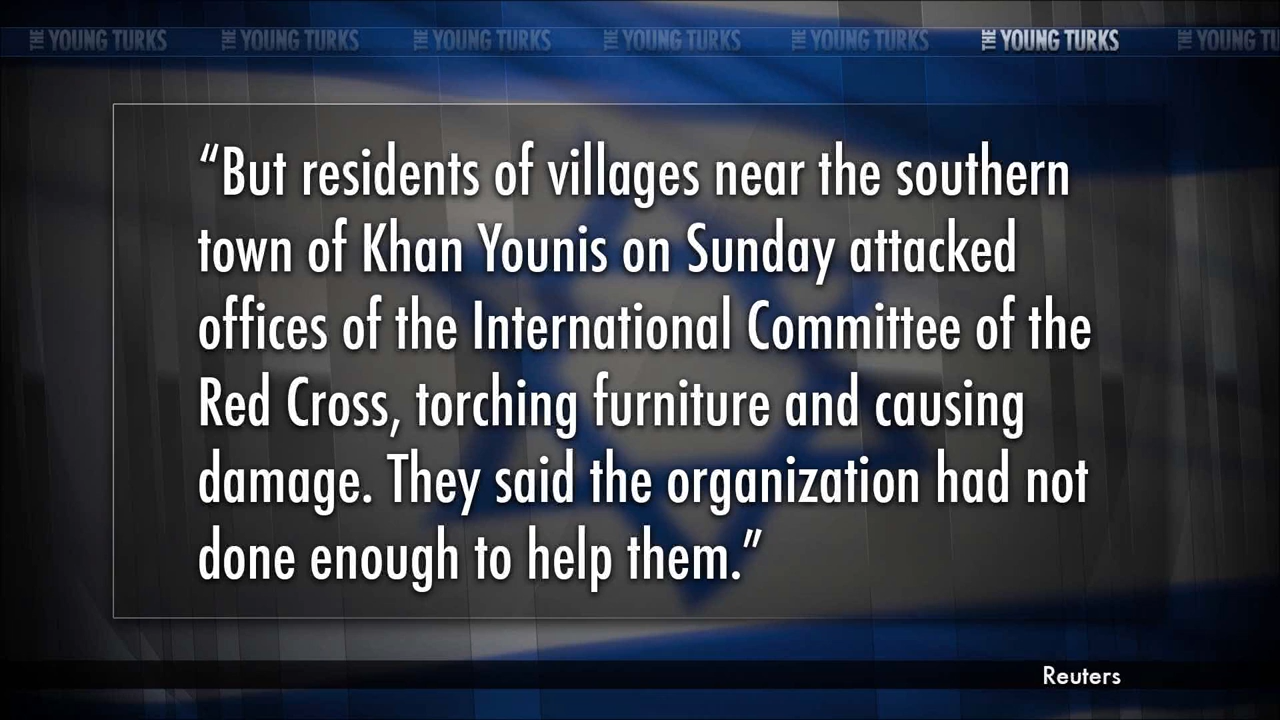 THE YOUNG TURKS THE YOUNG TURKS THE YOUNG TURKS THE YOUNG TURKS THE YOUNG TURKS THE YOUNG TURKS THE YOUNG TU
“But residents of villages near the southern
town of Khan Younis on Sunday attacked
offices of the International Committee of the
Red Cross, torching furniture and causing
damage. They said the organization had not
done enough to help them.”
Reuters